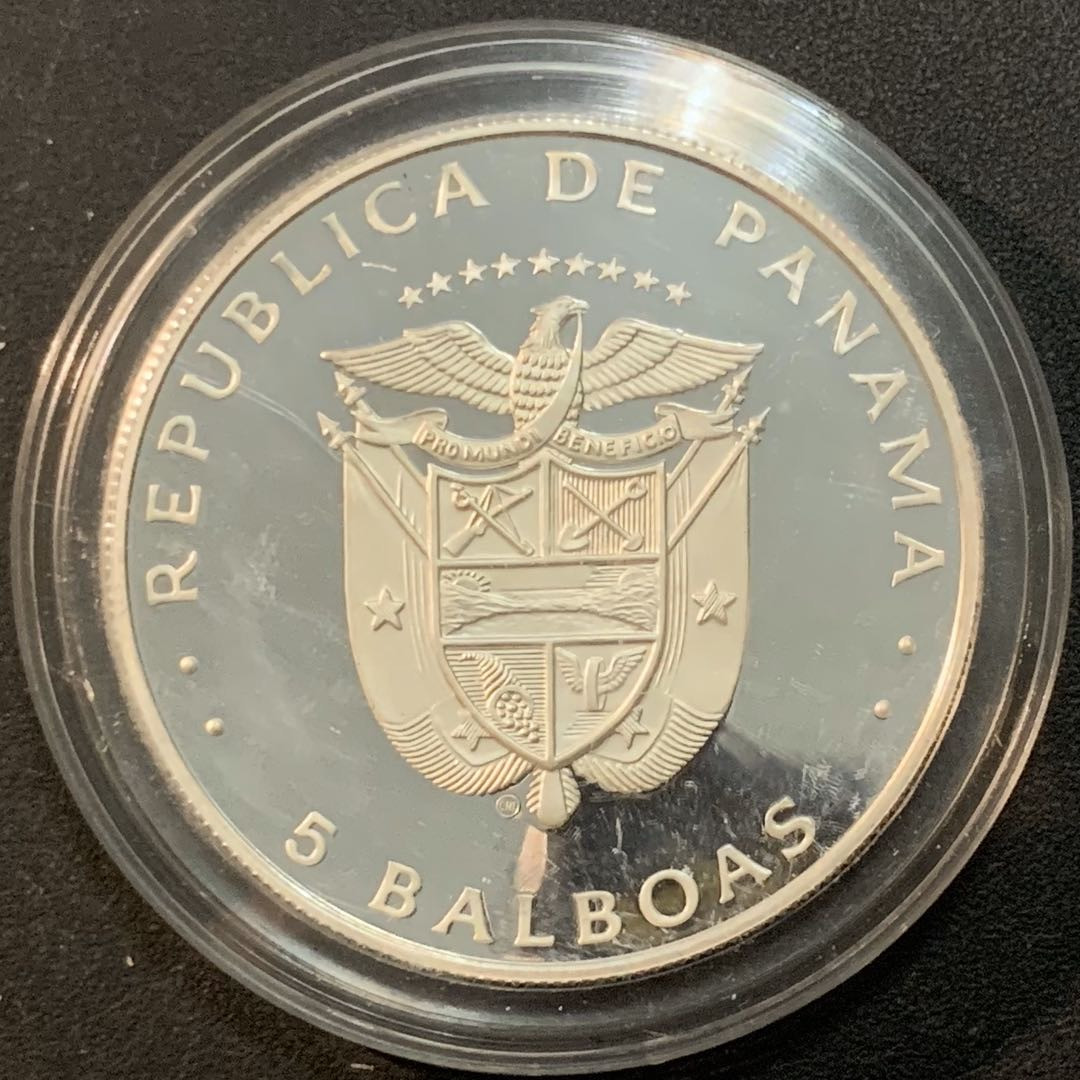 REPUBLICA DE PANAMA
PRO MUNDI BENEFICIO
5 BALBOAS